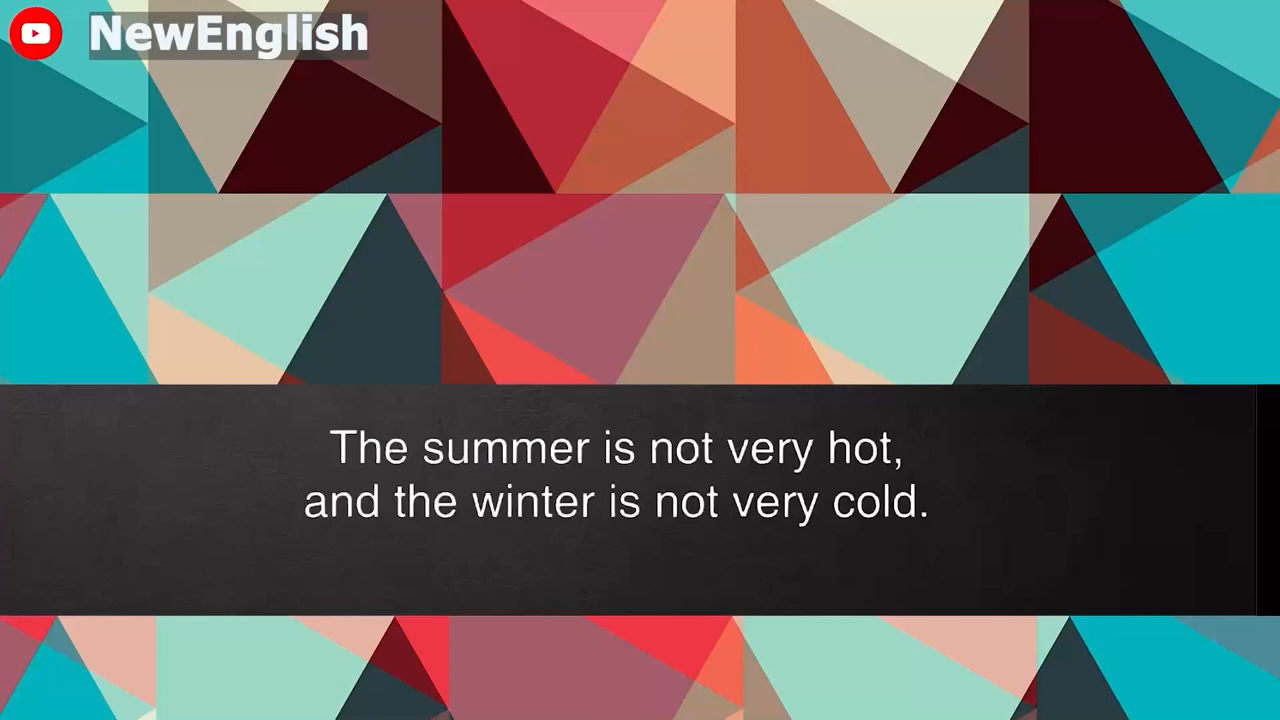 NewEnglish
The summer is not very hot,
and the winter is not very cold.